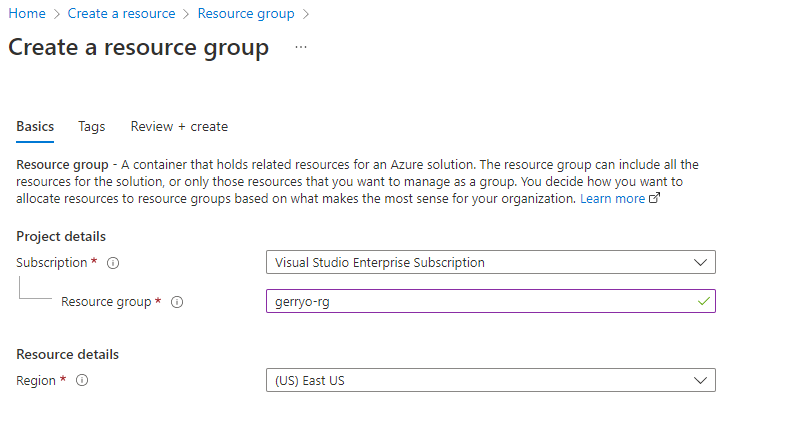 Home > Create a resource > Resource group >
Create a resource group ...
Basics Tags Review + create
Resource group - A container that holds related resources for an Azure solution. The resource group can include all the
resources for the solution, or only those resources that you want to manage as a group. You decide how you want to
allocate resources to resource groups based on what makes the most sense for your organization. Learn more
Project details
Subscription * Visual Studio Enterprise Subscription
Resource group * gerryo-rg
Resource details
Region * (US) East US